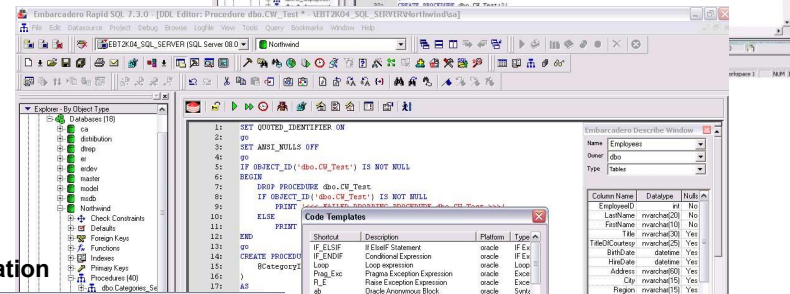 CREATE PROCEDURE dbo.CW_Test
Embarcadero Rapid SQL 7.3.0 - [DDL Editor: Procedure dbo.CW_Test * - \EBT2K04_SQL_SERVER\Northwind\sa]
File Edit Datasource Project Debug Browse Logfile View Tools Query Bookmarks Window Help
EBT2K04_SQL_SERVER (SQL Server 08.0
Northwind
NUM
Explorer - By Object Type
Databases (18)
ca
distribution
dtrep
er
erdev
master
model
msdb
Northwind
Check Constraints
Defaults
Foreign Keys
Functions
Indexes
Primary Keys
Procedures (40)
dbo.Categories_Se
ation
1: SET QUOTED_IDENTIFIER ON
2: go
3: SET ANSI_NULLS OFF
4: go
5: IF OBJECT_ID('dbo.CW_Test') IS NOT NULL
6: BEGIN
7: DROP PROCEDURE dbo.CW_Test
8: IF OBJECT_ID('dbo.CW_Test') IS NOT NULL
9: PRINT '<<< FAILED DROPPING PROCEDURE dbo.CW_Test >>>'
10: ELSE
11: PRINT
12: END
13: go
14: CREATE PROCEDU
15: @CategoryI
16: )
17: AS
Code Templates
Shortcut Description Platform Type
IF_ELSIF If ElseIF Statement oracle IF Ex
IF_ENDIF Conditional Expression oracle IF Ex
Loop Loop expression oracle Loop
Prag_Exc Pragma Exception Expression oracle Exce
R_E Raise Exception Expression oracle Exce
ab Oracle Anonymous Block oracle Synta
Embarcadero Describe Window
Name Employees
Owner dbo
Type Tables
Column Name Datatype Nulls
EmployeeID int No
LastName nvarchar(20) No
FirstName nvarchar(10) No
Title nvarchar(30) Yes
TitleOfCourtesy nvarchar(25) Yes
BirthDate datetime Yes
HireDate datetime Yes
Address nvarchar(60) Yes
City nvarchar(15) Yes
Region nvarchar(15) Yes